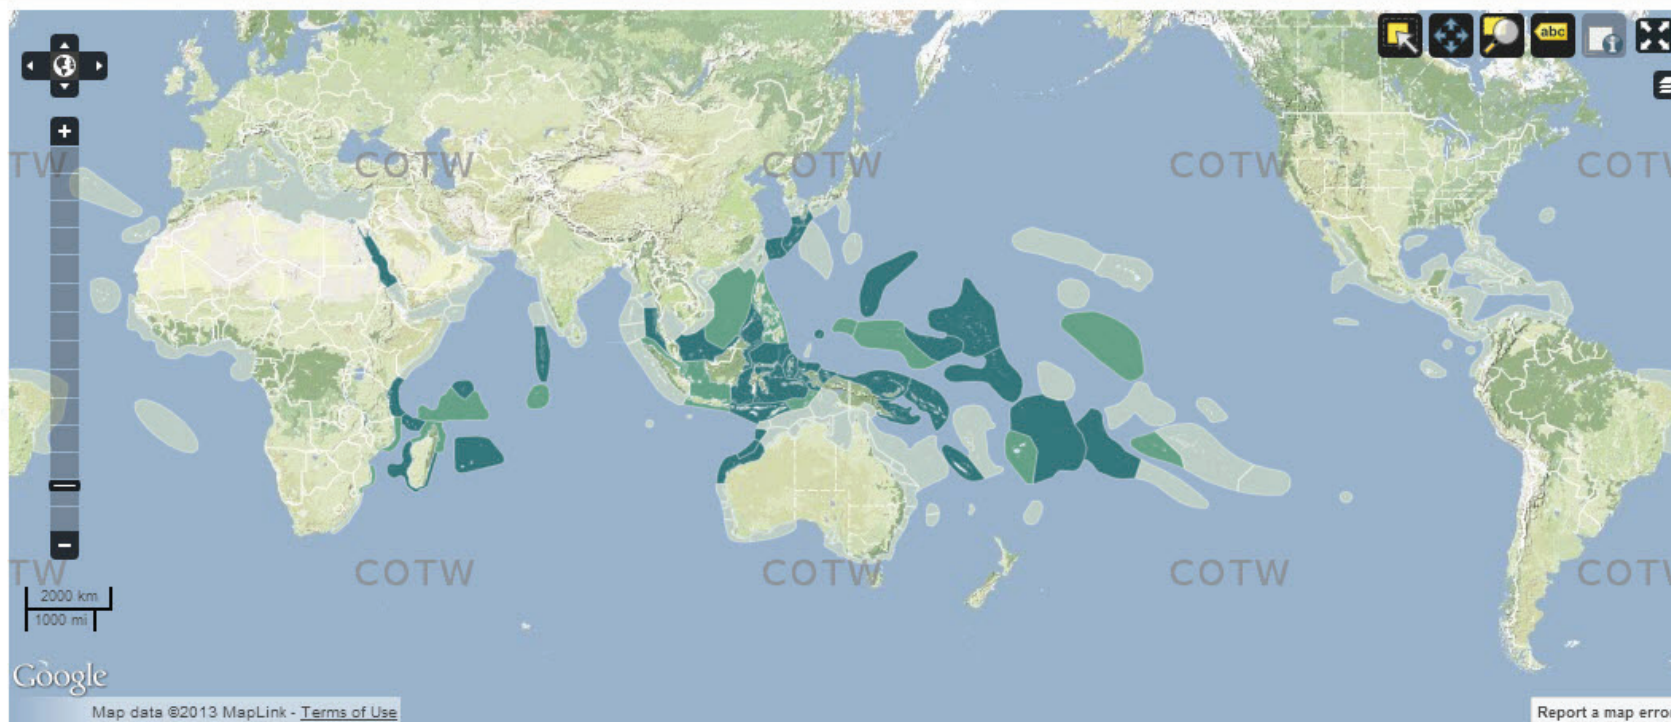 abc
TW COTW COTW COTW COTW
TW COTW COTW COTW COTW
2000 km
1000 mi
Google
Map data ©2013 MapLink - Terms of Use
Report a map error